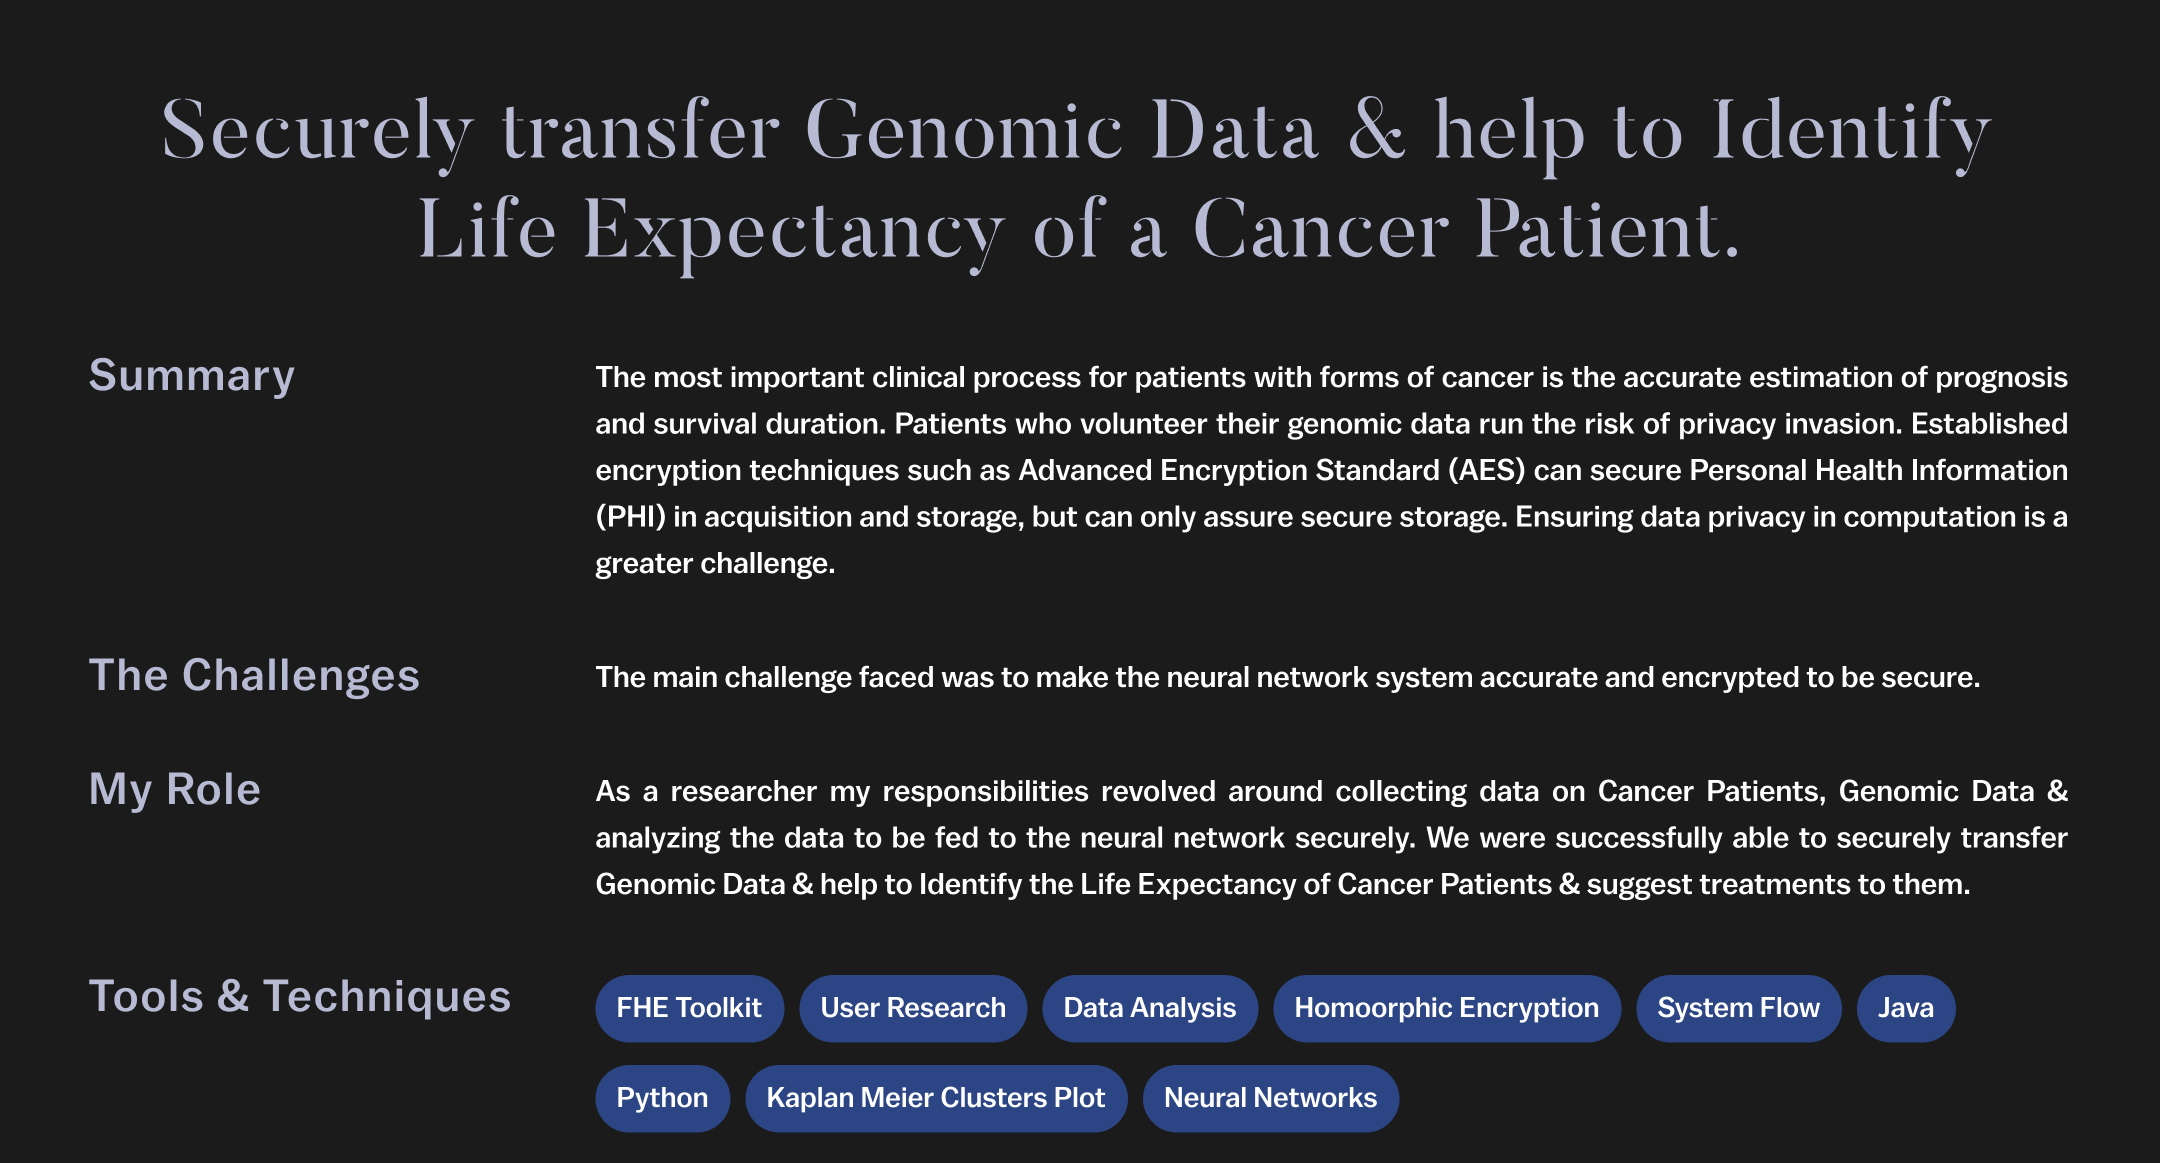 Securely transfer Genomic Data & help to Identify
Life Expectancy of a Cancer Patient.
Summary
The most important clinical process for patients with forms of cancer is the accurate estimation of prognosis
and survival duration. Patients who volunteer their genomic data run the risk of privacy invasion. Established
encryption techniques such as Advanced Encryption Standard (AES) can secure Personal Health Information
(PHI) in acquisition and storage, but can only assure secure storage. Ensuring data privacy in computation is a
greater challenge.
The Challenges
The main challenge faced was to make the neural network system accurate and encrypted to be secure.
My Role
As a researcher my responsibilities revolved around collecting data on Cancer Patients, Genomic Data &
analyzing the data to be fed to the neural network securely. We were successfully able to securely transfer
Genomic Data & help to Identify the Life Expectancy of Cancer Patients & suggest treatments to them.
Tools & Techniques
FHE Toolkit User Research Data Analysis Homoorphic Encryption System Flow Java
Python Kaplan Meier Clusters Plot Neural Networks